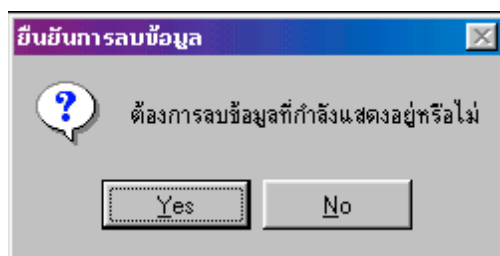 ยืนยันการลบข้อมูล
ต้องการลบข้อมูลที่กำลังแสดงอยู่หรือไม่
Yes
No